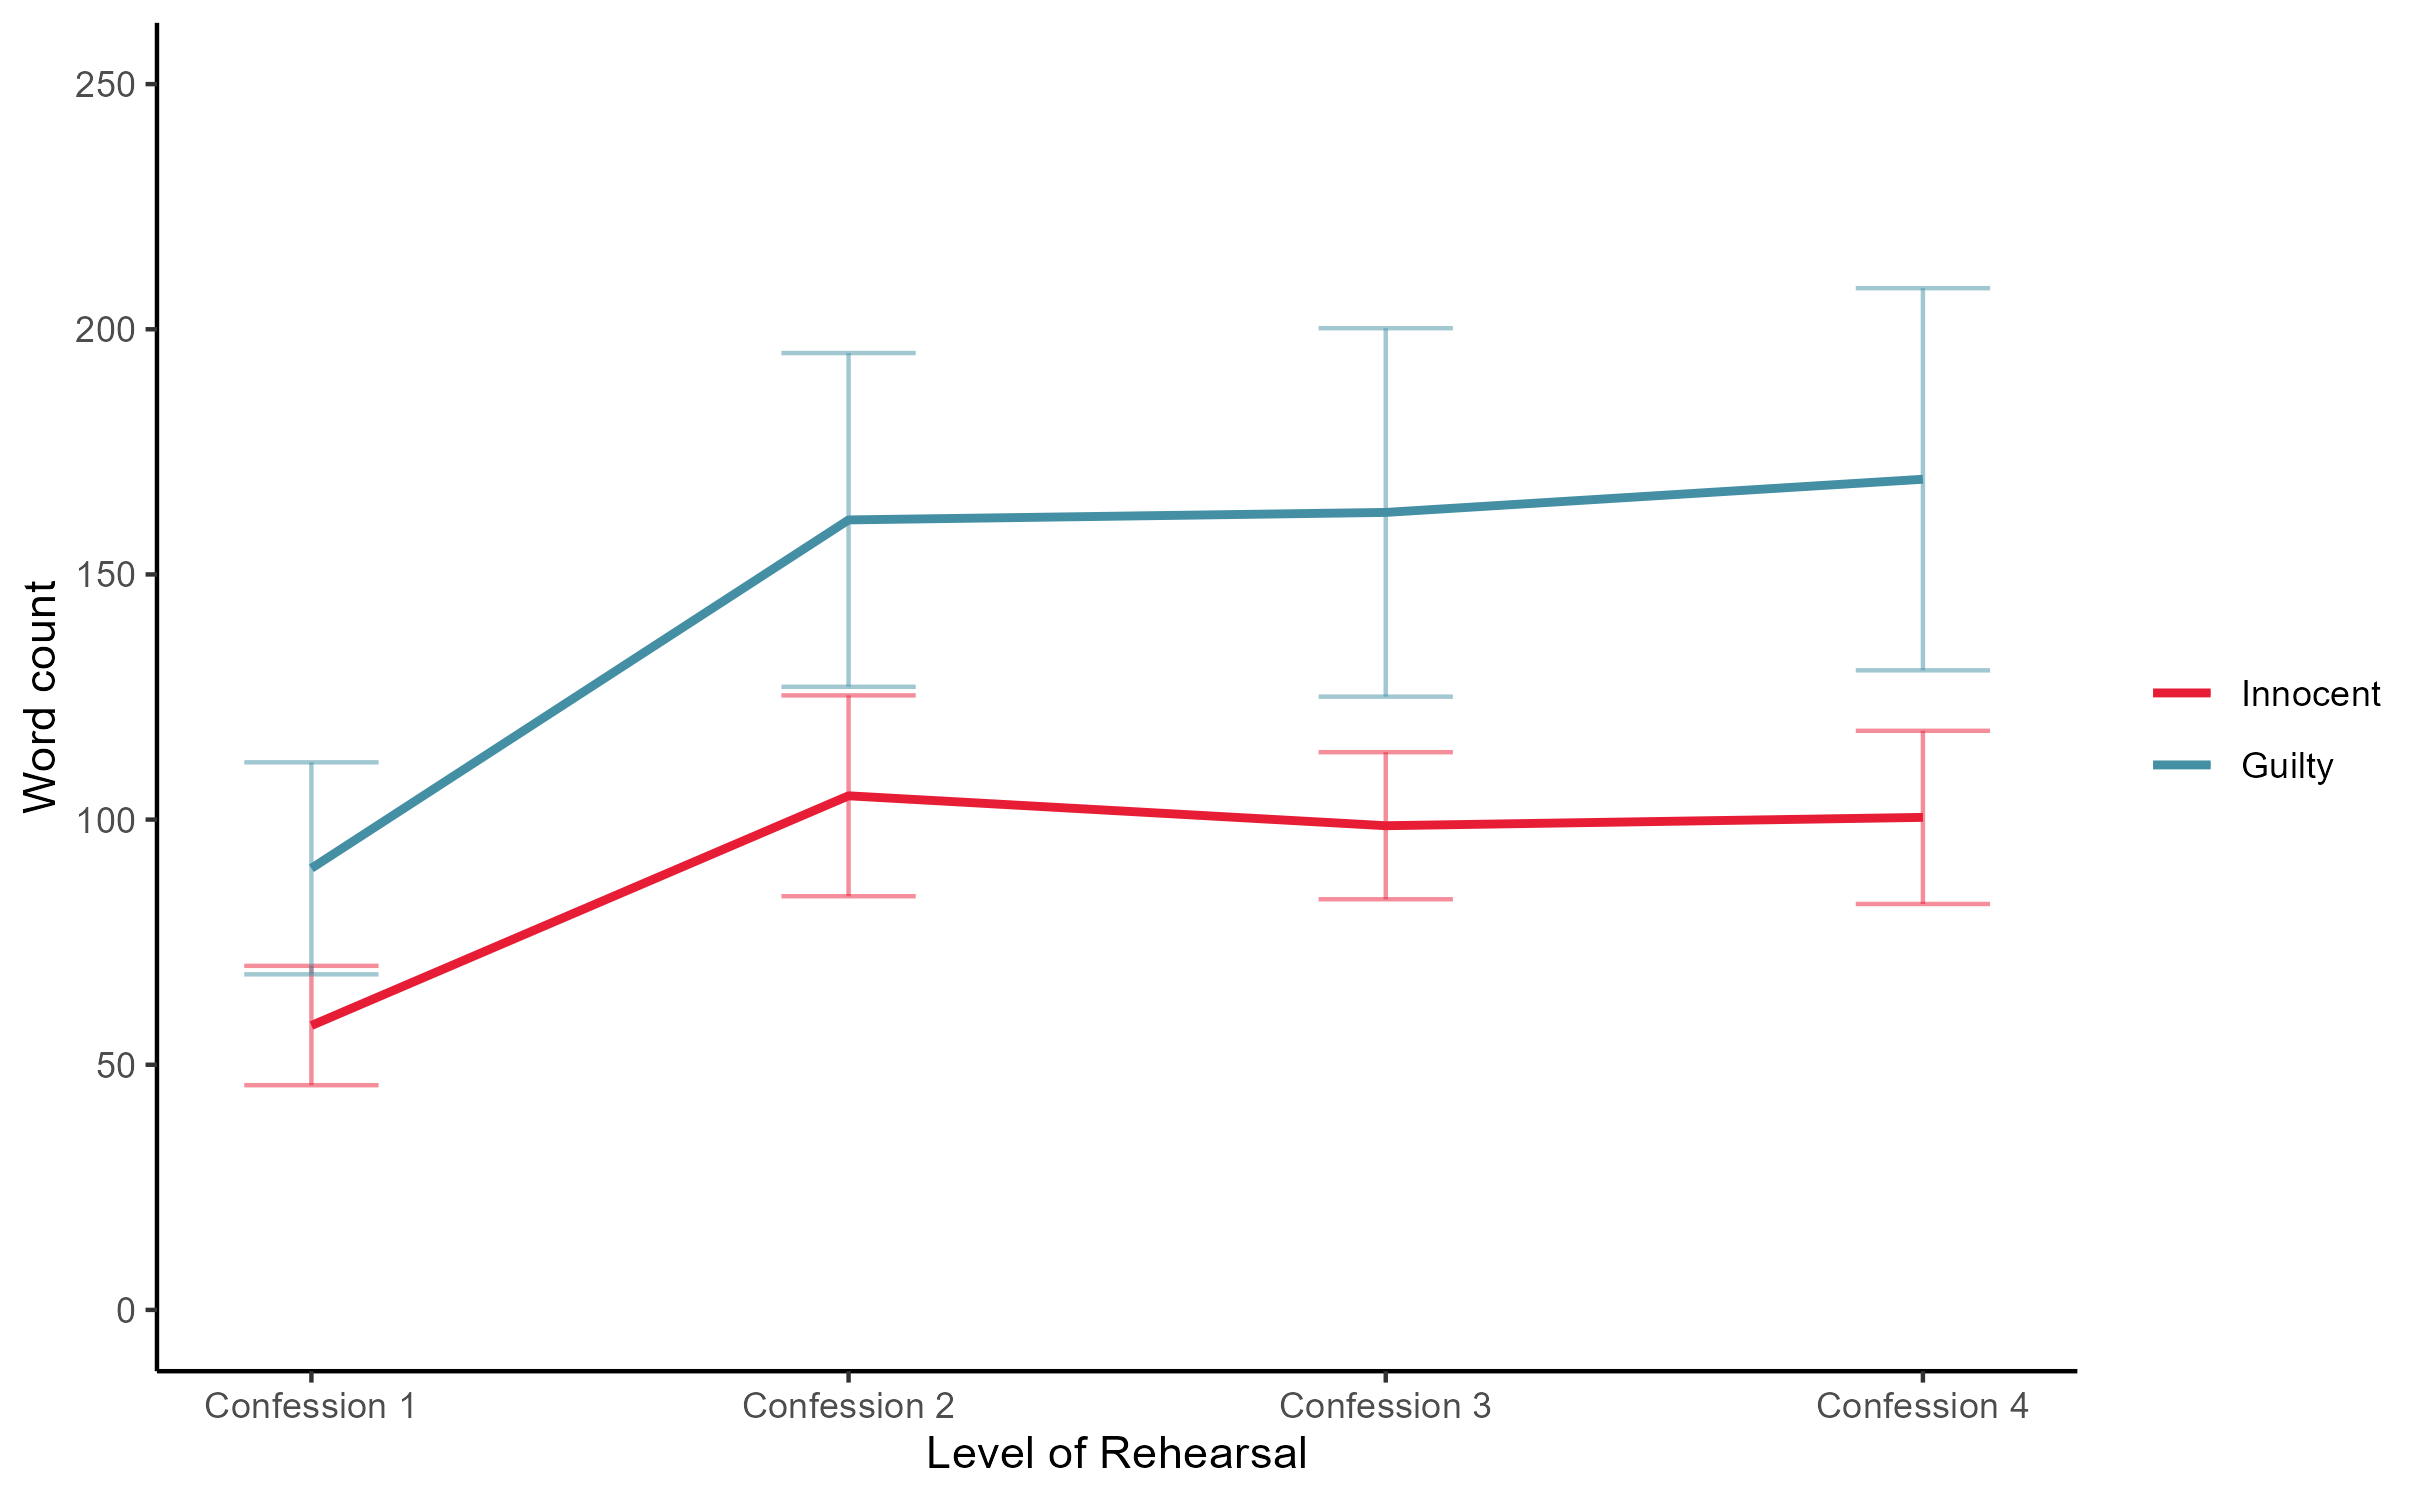 250
200
150
100
50
0
Word count
Confession 1
Confession 2
Confession 3
Confession 4
Level of Rehearsal
Innocent
Guilty